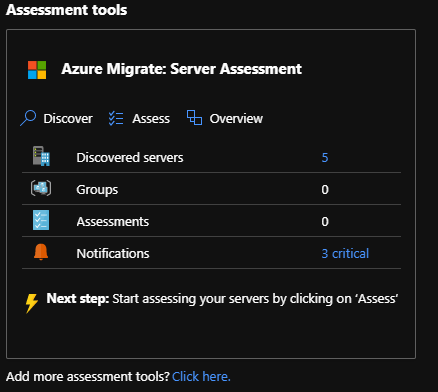 Assessment tools
Azure Migrate: Server Assessment
Discover Assess Overview
Discovered servers 5
Groups 0
Assessments 0
Notifications 3 critical
Next step: Start assessing your servers by clicking on ‘Assess’
Add more assessment tools? Click here.